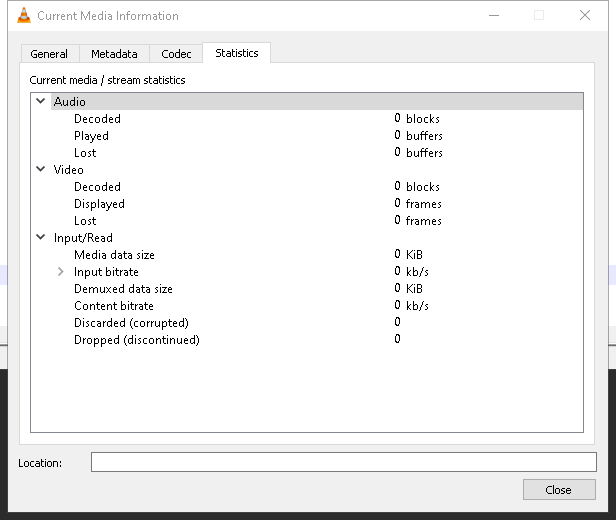 Current Media Information
General Metadata Codec Statistics
Current media / stream statistics
Audio
Decoded 0 blocks
Played 0 buffers
Lost 0 buffers
Video
Decoded 0 blocks
Displayed 0 frames
Lost 0 frames
Input/Read
Media data size 0 KiB
Input bitrate 0 kb/s
Demuxed data size 0 KiB
Content bitrate 0 kb/s
Discarded (corrupted) 0
Dropped (discontinued) 0
Location:
Close